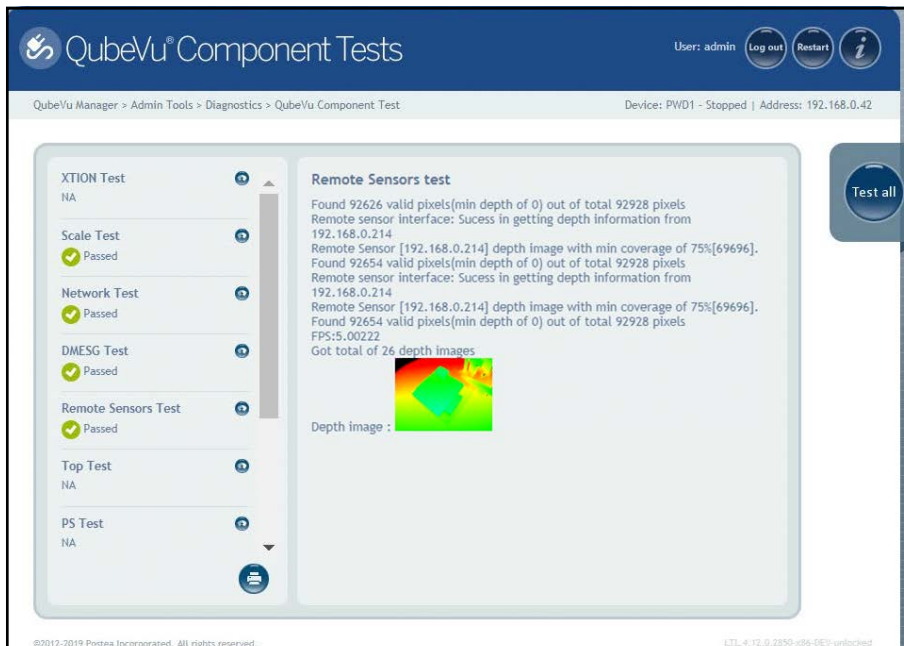 QubeVu® Component Tests
User: admin
Log out
Restart
i
QubeVu Manager > Admin Tools > Diagnostics > QubeVu Component Test
Device: PWD1 - Stopped | Address: 192.168.0.42
XTION Test
NA
Scale Test
Passed
Network Test
Passed
DMESG Test
Passed
Remote Sensors Test
Passed
Top Test
NA
PS Test
NA
Remote Sensors test
Found 92626 valid pixels(min depth of 0) out of total 92928 pixels
Remote sensor interface: Sucess in getting depth information from
192.168.0.214
Remote Sensor [192.168.0.214] depth image with min coverage of 75%[69696].
Found 92654 valid pixels(min depth of 0) out of total 92928 pixels
Remote sensor interface: Sucess in getting depth information from
192.168.0.214
Remote Sensor [192.168.0.214] depth image with min coverage of 75%[69696].
Found 92654 valid pixels(min depth of 0) out of total 92928 pixels
FPS:5.00222
Got total of 26 depth images
Depth image :
Test all
©2012-2019 Postea Incorporated. All rights reserved.
LTL 4.12.0.2850-x86-DEV-unlocked